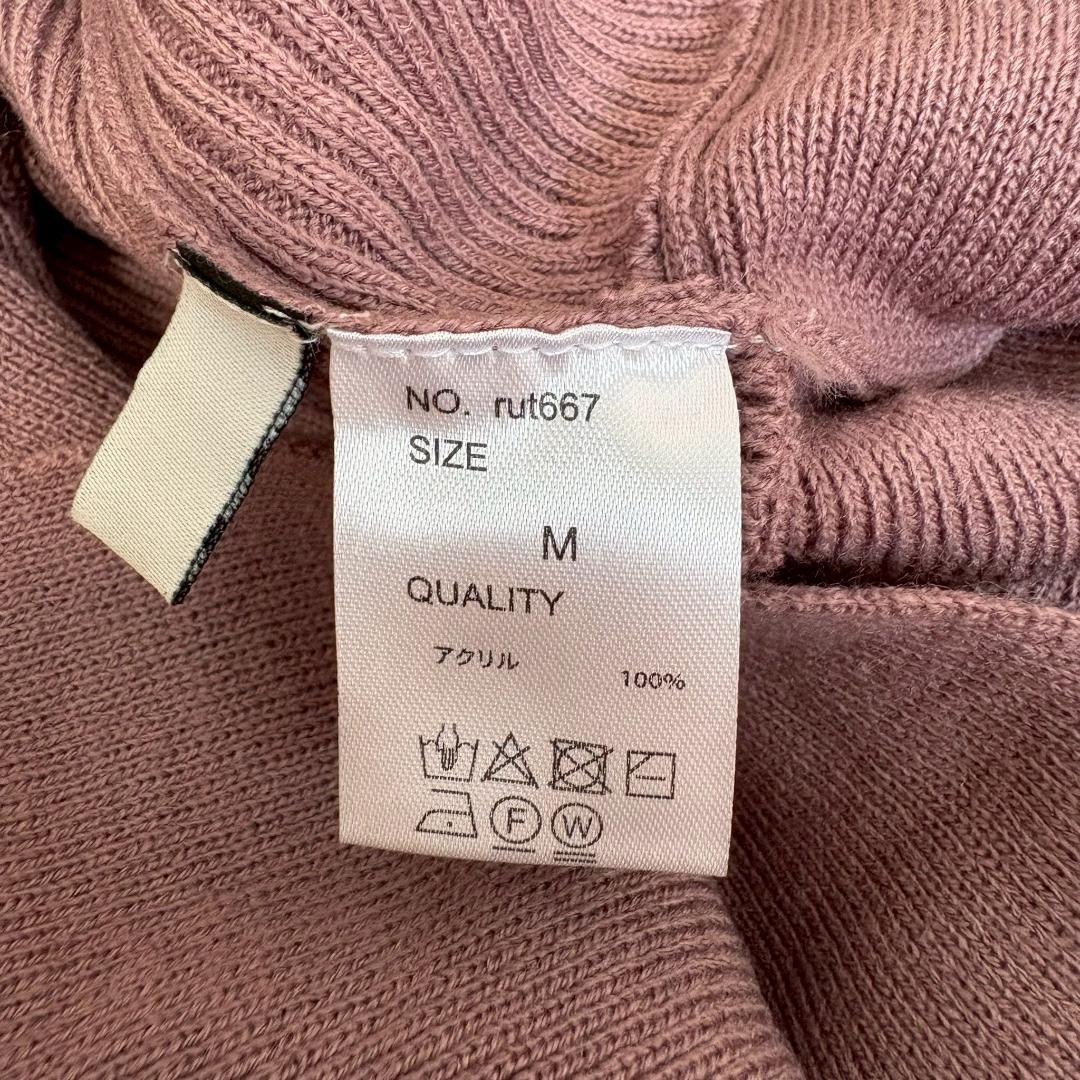 NO. rut667
SIZE
M
QUALITY
アクリル 100%
F W